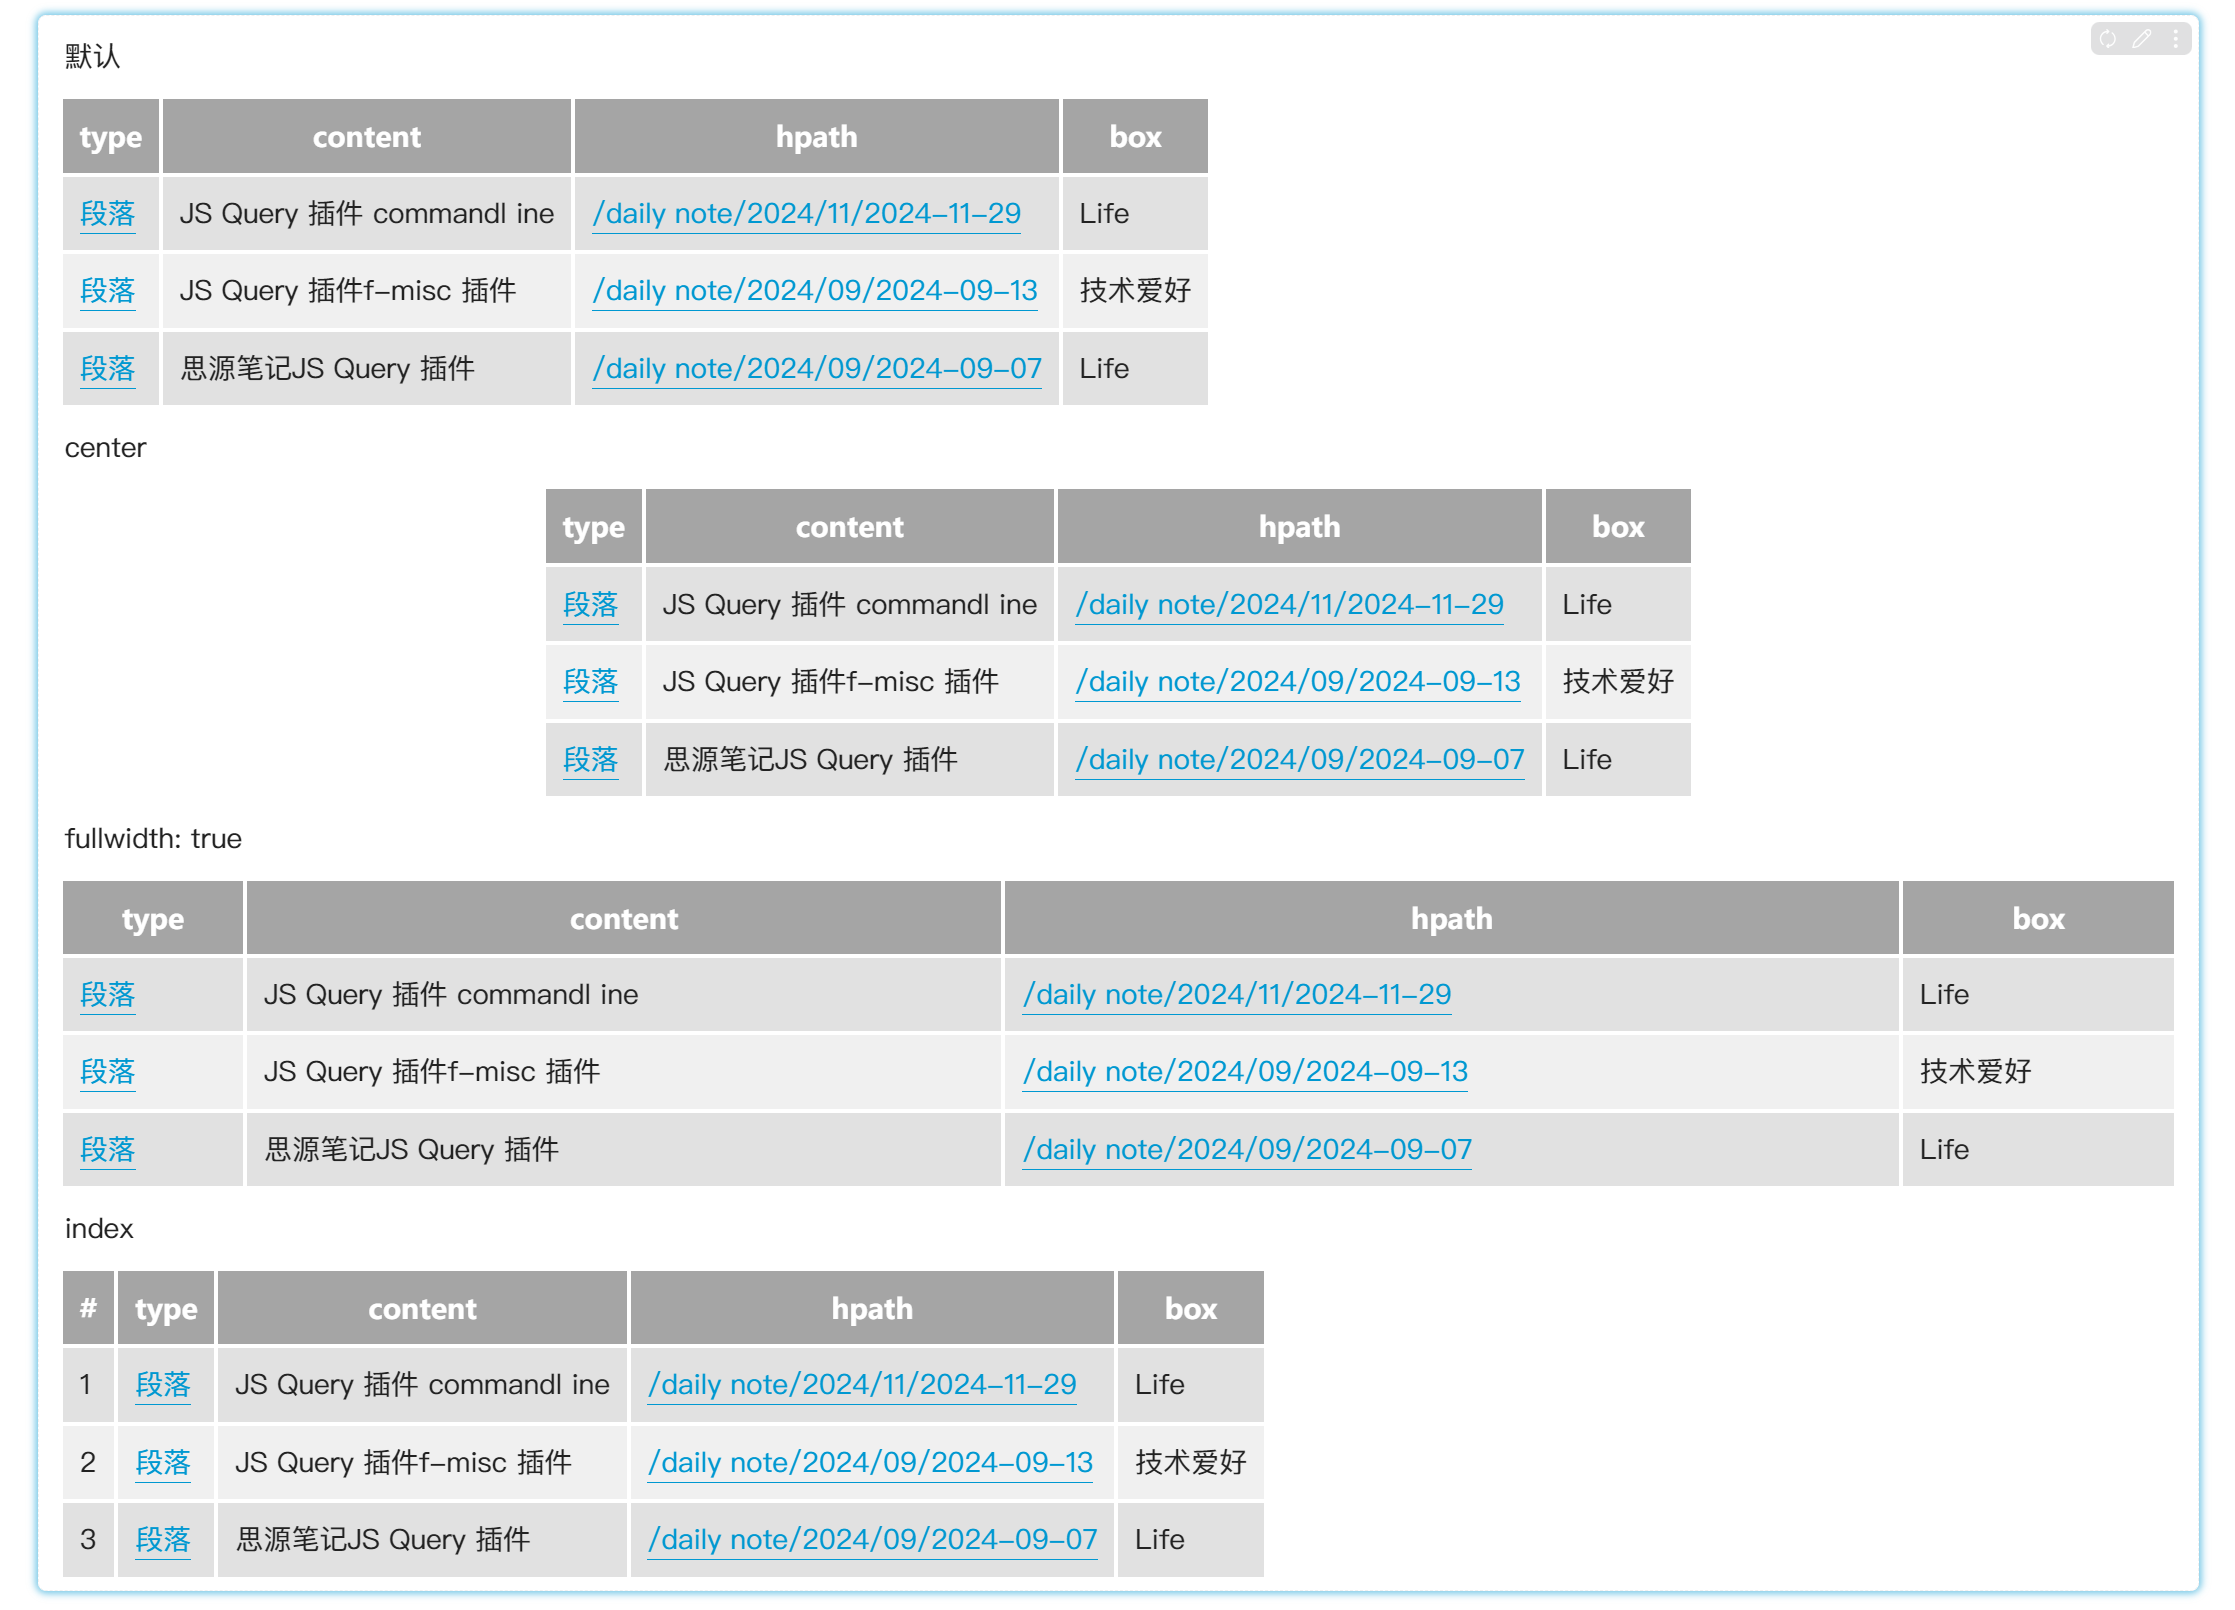 默认
type content hpath box
段落 JS Query 插件 commandl ine /daily note/2024/11/2024-11-29 Life
段落 JS Query 插件f-misc 插件 /daily note/2024/09/2024-09-13 技术爱好
段落 思源笔记JS Query 插件 /daily note/2024/09/2024-09-07 Life
center
type content hpath box
段落 JS Query 插件 commandl ine /daily note/2024/11/2024-11-29 Life
段落 JS Query 插件f-misc 插件 /daily note/2024/09/2024-09-13 技术爱好
段落 思源笔记JS Query 插件 /daily note/2024/09/2024-09-07 Life
fullwidth: true
type content hpath box
段落 JS Query 插件 commandl ine /daily note/2024/11/2024-11-29 Life
段落 JS Query 插件f-misc 插件 /daily note/2024/09/2024-09-13 技术爱好
段落 思源笔记JS Query 插件 /daily note/2024/09/2024-09-07 Life
index
# type content hpath box
1 段落 JS Query 插件 commandl ine /daily note/2024/11/2024-11-29 Life
2 段落 JS Query 插件f-misc 插件 /daily note/2024/09/2024-09-13 技术爱好
3 段落 思源笔记JS Query 插件 /daily note/2024/09/2024-09-07 Life